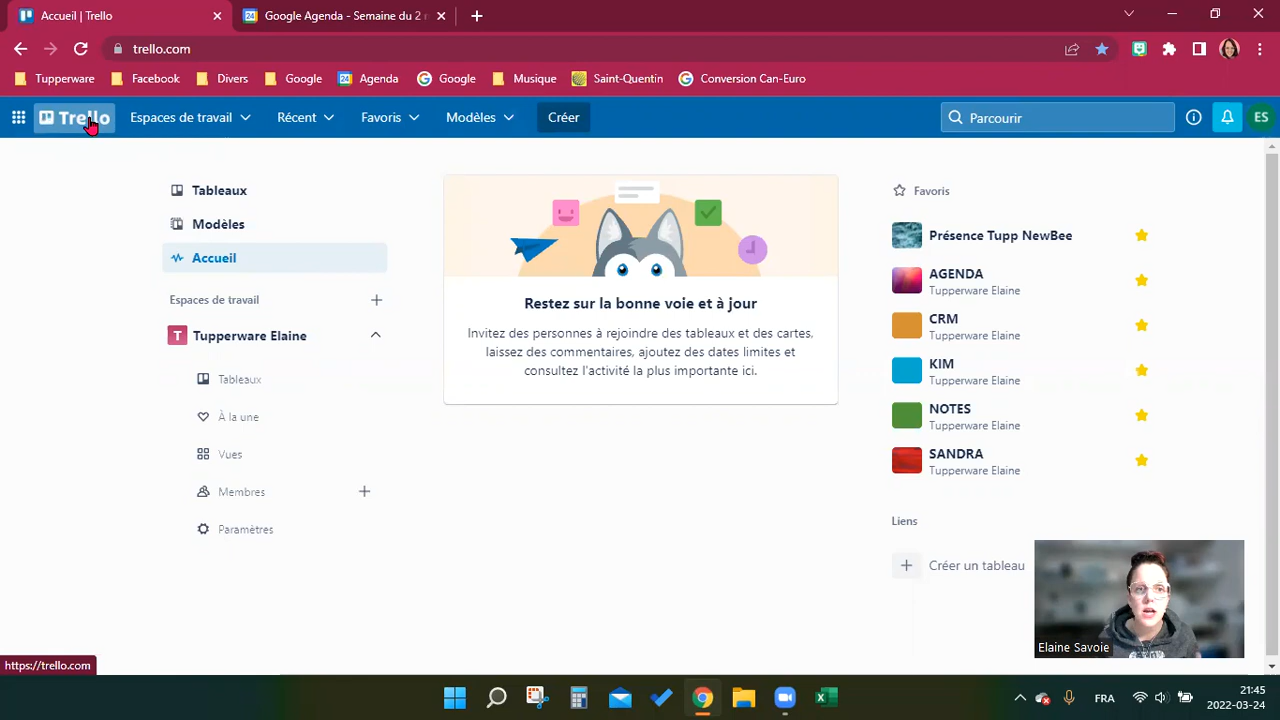 Accueil | Trello
Google Agenda - Semaine du 2
trello.com
Tupperware
Facebook
Divers
Google
Agenda
Google
Musique
Saint-Quentin
Conversion Can-Euro
Trello
Espaces de travail
Récent
Favoris
Modèles
Créer
Parcourir
ES
Tableaux
Modèles
Accueil
Espaces de travail
T
Tupperware Elaine
Tableaux
À la une
Vues
Membres
Paramètres
Restez sur la bonne voie et à jour
Invitez des personnes à rejoindre des tableaux et des cartes,
laissez des commentaires, ajoutez des dates limites et
consultez l'activité la plus importante ici.
Favoris
Présence Tupp NewBee
AGENDA
Tupperware Elaine
CRM
Tupperware Elaine
KIM
Tupperware Elaine
NOTES
Tupperware Elaine
SANDRA
Tupperware Elaine
Liens
Créer un tableau
Elaine Savoie
https://trello.com
FRA
21:45
2022-03-24